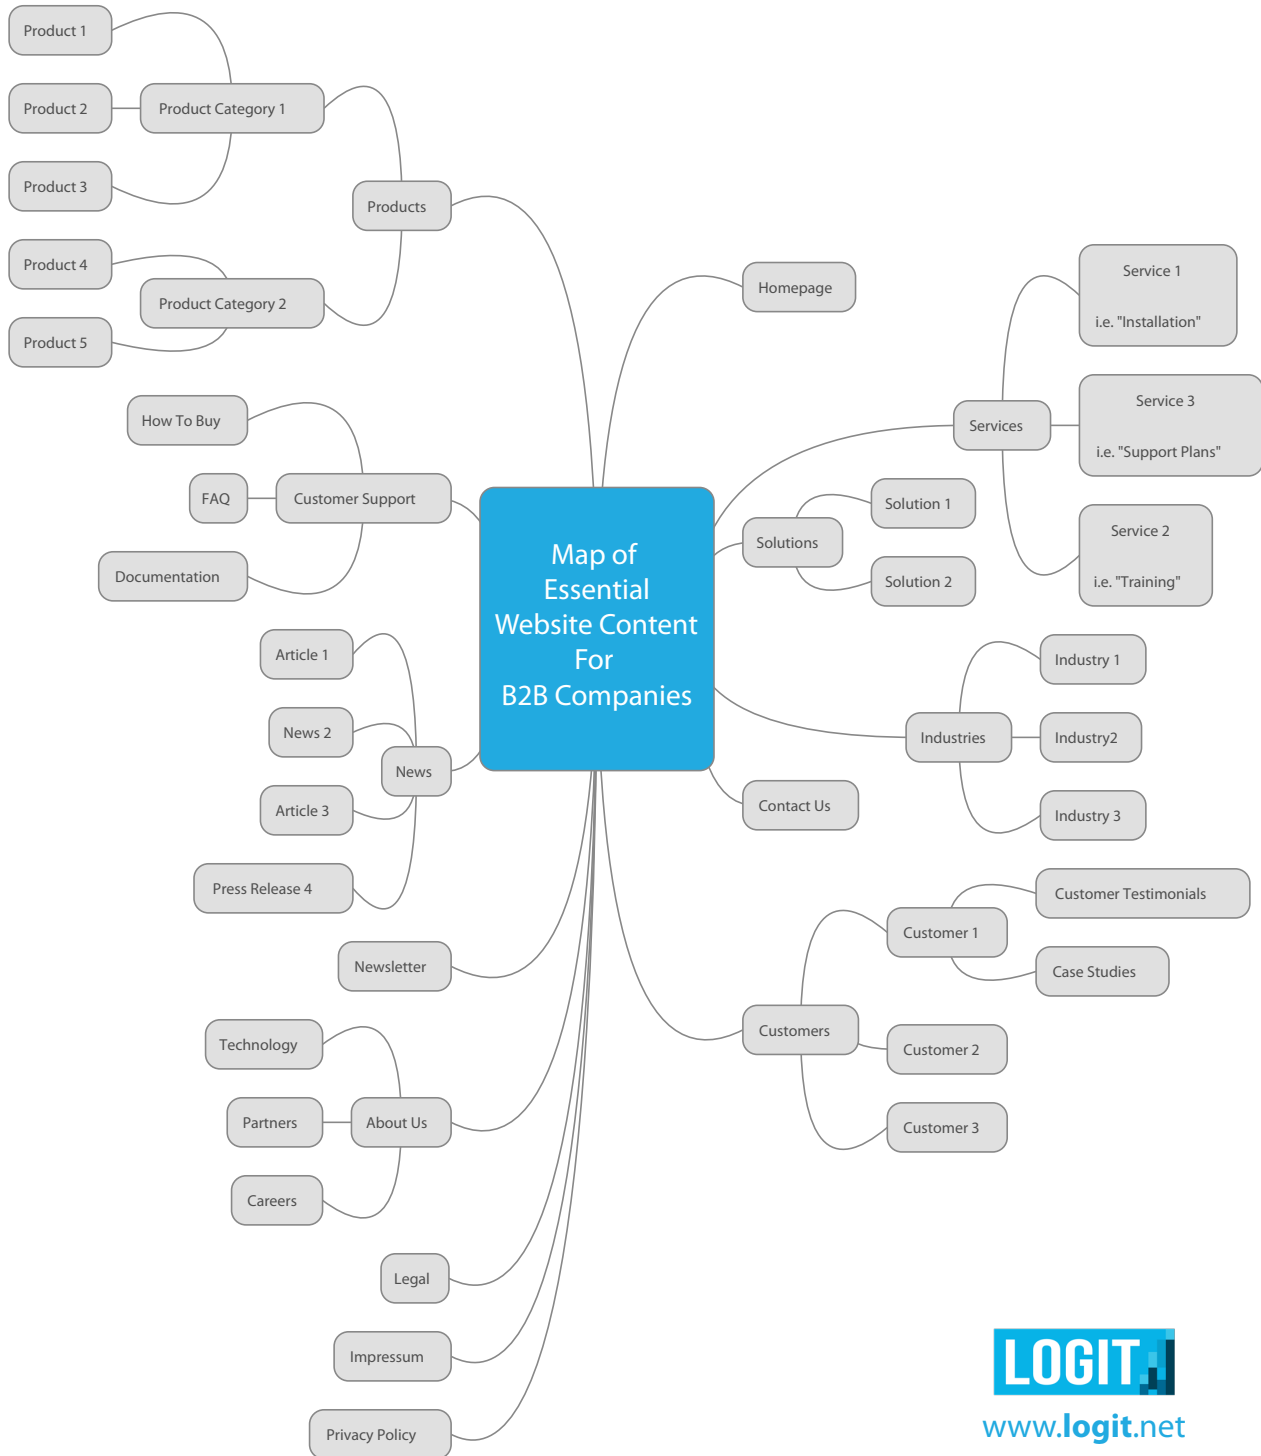 Product 1
Product 2
Product Category 1
Product 3
Products
Product 4
Product Category 2
Product 5
How To Buy
FAQ
Customer Support
Documentation
Article 1
News 2
News
Article 3
Press Release 4
Newsletter
Technology
Partners
About Us
Careers
Legal
Impressum
Privacy Policy
Map of
Essential
Website Content
For
B2B Companies
Homepage
Service 1
i.e. "Installation"
Services
Service 3
i.e. "Support Plans"
Service 2
i.e. "Training"
Solutions
Solution 1
Solution 2
Industry 1
Industries
Industry2
Industry 3
Contact Us
Customer Testimonials
Customer 1
Case Studies
Customers
Customer 2
Customer 3
LOGIT
www.logit.net